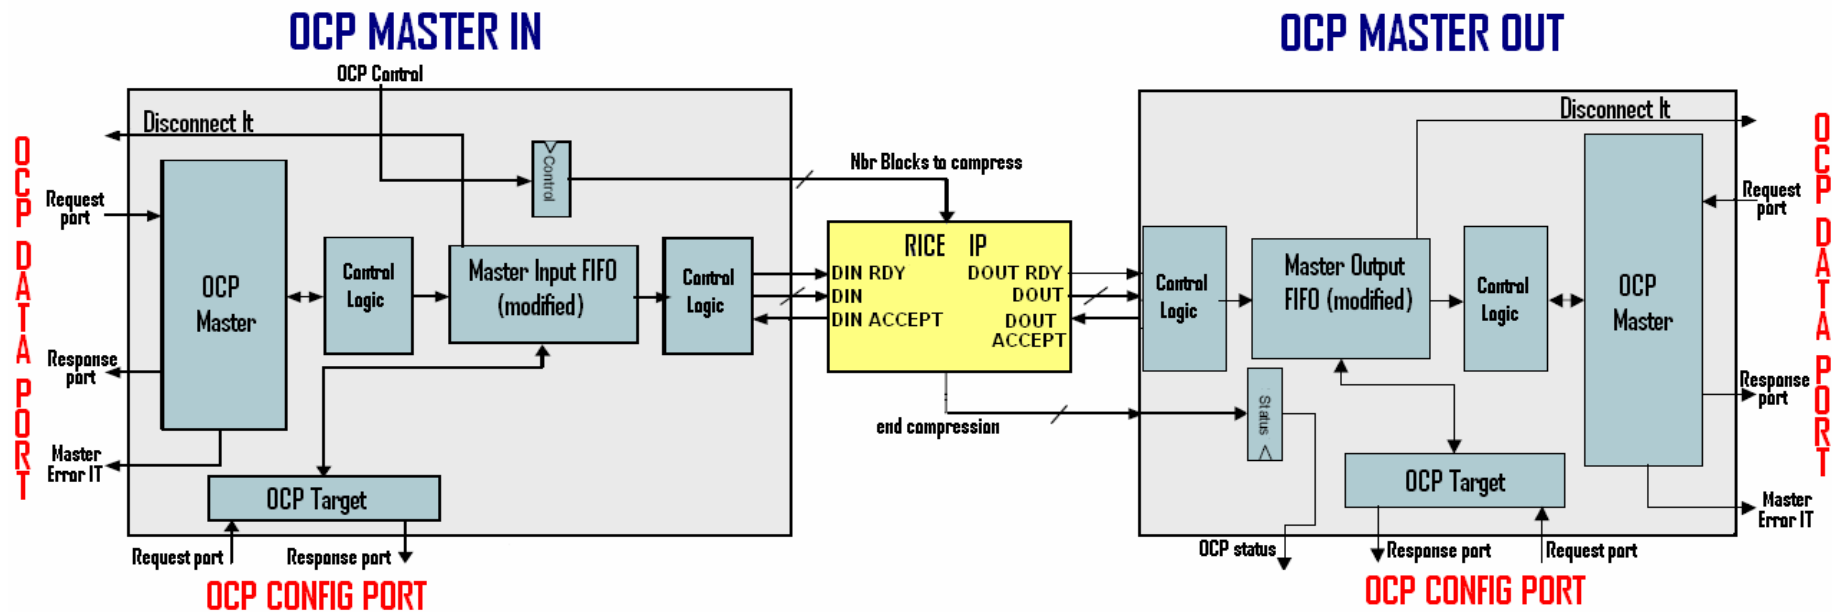 OCP MASTER IN
OCP Control
Disconnect It
OCP DATA PORT
Request
port
Control
OCP
Master
Control
Logic
Master Input FIFO
(modified)
Control
Logic
Response
port
Master
Error IT
OCP Target
Request port
Response port
OCP CONFIG PORT
Nbr Blocks to compress
RICE IP
DIN RDY
DIN
DIN ACCEPT
DOUT RDY
DOUT
DOUT
ACCEPT
end compression
OCP MASTER OUT
Disconnect It
OCP DATA PORT
Request
port
Control
Logic
Master Output
FIFO (modified)
Control
Logic
OCP
Master
Status
Response
port
OCP Target
Master
Error IT
OCP status
Response port
Request port
OCP CONFIG PORT